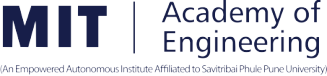 MIT
Academy of
Engineering
(An Empowered Autonomous Institute Affiliated to Savitribai Phule Pune University)